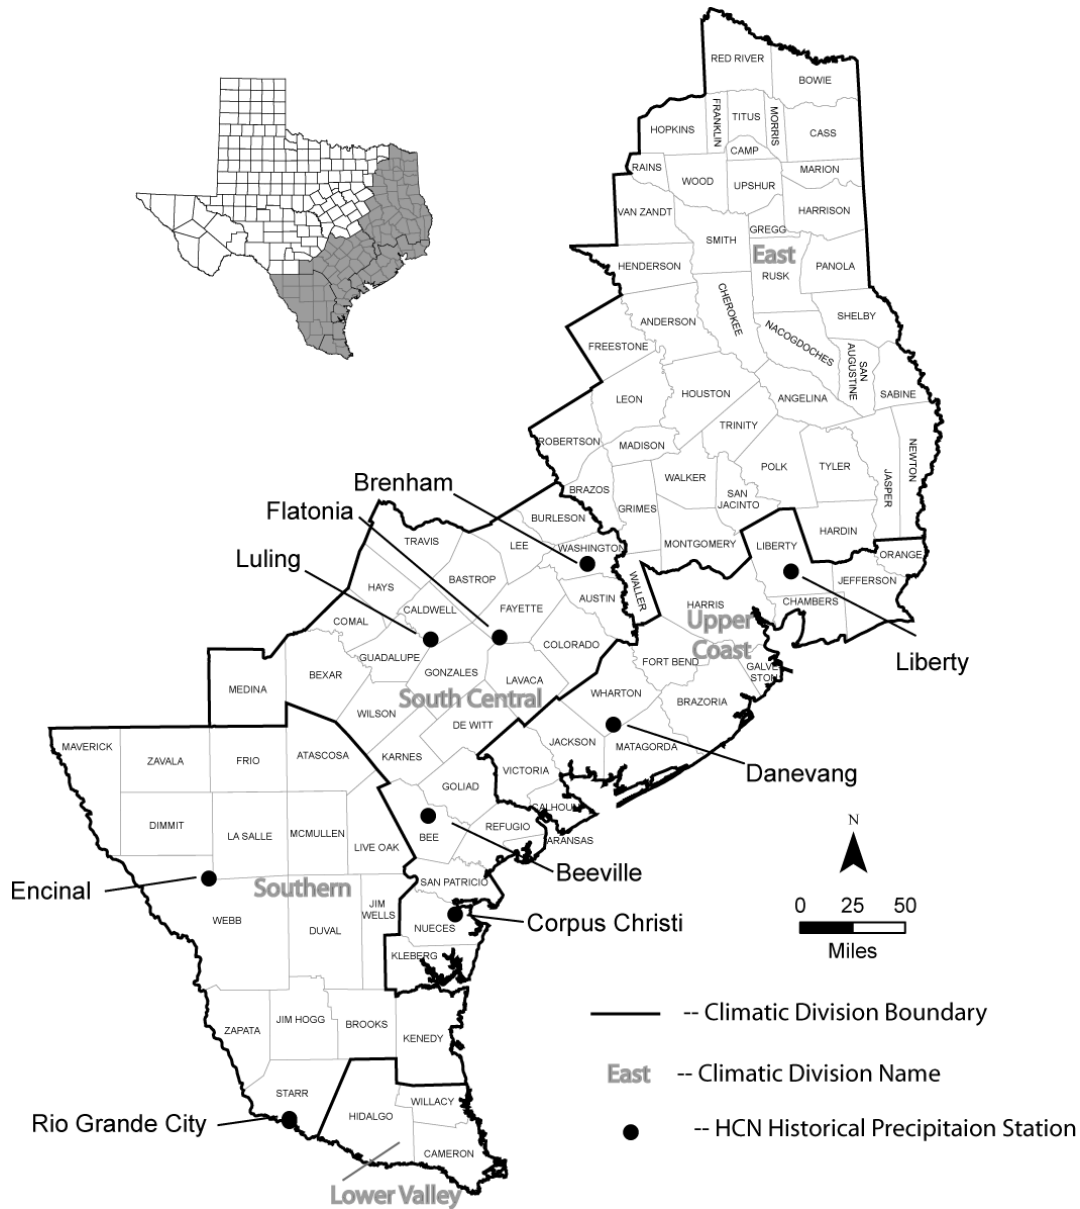 RED RIVER
BOWIE
FRANKLIN
TITUS
MORRIS
HOPKINS
CASS
CAMP
RAINS
WOOD
UPSHUR
MARION
VAN ZANDT
HARRISON
GREGG
SMITH
East
HENDERSON
RUSK
PANOLA
CHEROKEE
SHELBY
ANDERSON
NACOGDOCHES
FREESTONE
SAN
AUGUSTINE
HOUSTON
SABINE
LEON
ANGELINA
TRINITY
ROBERTSON
MADISON
NEWTON
POLK
TYLER
JASPER
WALKER
BRAZOS
SAN
JACINTO
GRIMES
HARDIN
MONTGOMERY
LIBERTY
ORANGE
JEFFERSON
CHAMBERS
WALLER
HARRIS
Upper
Coast
Liberty
Brenham
Flatonia
Luling
BURLESON
TRAVIS
LEE
WASHINGTON
BASTROP
HAYS
AUSTIN
CALDWELL
FAYETTE
COMAL
COLORADO
GUADALUPE
FORT BEND
GALVE
STON
BEXAR
GONZALES
LAVACA
MEDINA
South Central
WHARTON
BRAZORIA
WILSON
DE WITT
JACKSON
MATAGORDA
MAVERICK
ZAVALA
FRIO
ATASCOSA
KARNES
VICTORIA
Danevang
GOLIAD
CALHOUN
DIMMIT
LA SALLE
MCMULLEN
LIVE OAK
BEE
REFUGIO
ARANSAS
N
Beeville
Encinal
Southern
SAN PATRICIO
0 25 50
Miles
WEBB
DUVAL
JIM
WELLS
NUECES
Corpus Christi
KLEBERG
-- Climatic Division Boundary
ZAPATA
JIM HOGG
BROOKS
KENEDY
East -- Climatic Division Name
STARR
WILLACY
HIDALGO
Rio Grande City
-- HCN Historical Precipitaion Station
CAMERON
Lower Valley